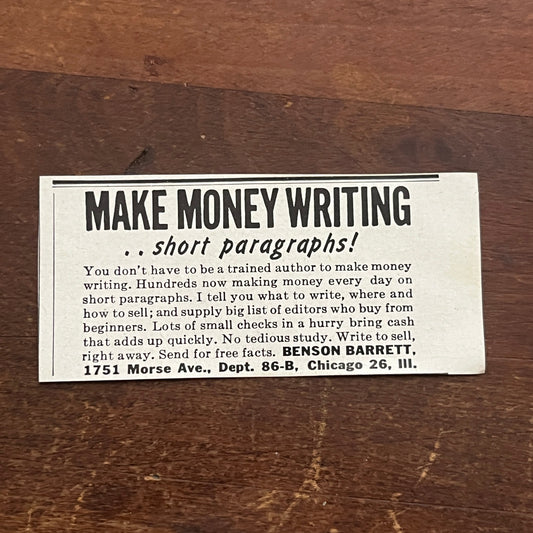 MAKE MONEY WRITING
. . short paragraphs!
You don't have to be a trained author to make money
writing. Hundreds now making money every day on
short paragraphs. I tell you what to write, where and
how to sell; and supply big list of editors who buy from
beginners. Lots of small checks in a hurry bring cash
that adds up quickly. No tedious study. Write to sell,
right away. Send for free facts. BENSON BARRETT,
1751 Morse Ave., Dept. 86-B, Chicago 26, Ill.